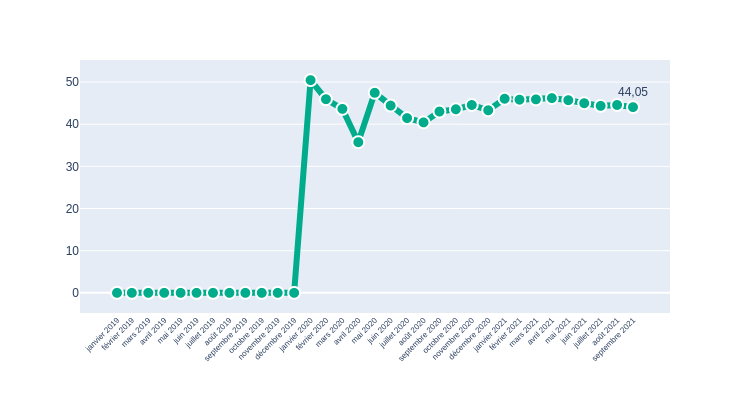 50
40
30
20
10
0
44,05
janvier 2019
février 2019
mars 2019
avril 2019
mai 2019
juin 2019
juillet 2019
août 2019
septembre 2019
octobre 2019
novembre 2019
décembre 2019
janvier 2020
février 2020
mars 2020
avril 2020
mai 2020
juin 2020
juillet 2020
août 2020
septembre 2020
octobre 2020
novembre 2020
décembre 2020
janvier 2021
février 2021
mars 2021
avril 2021
mai 2021
juin 2021
juillet 2021
août 2021
septembre 2021